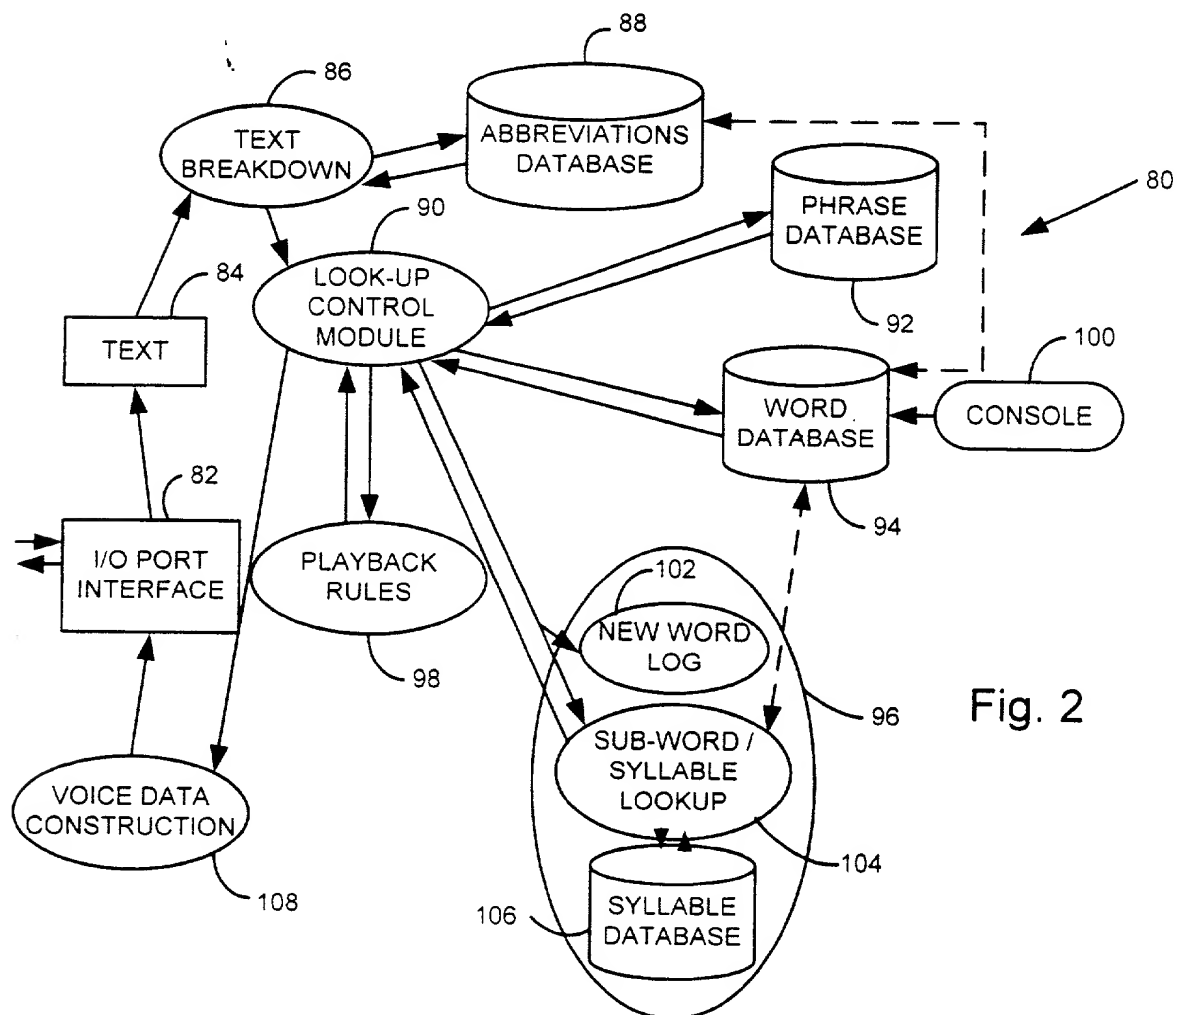 88
86
TEXT
BREAKDOWN
ABBREVIATIONS
DATABASE
80
PHRASE
DATABASE
90
LOOK-UP
CONTROL
MODULE
84
TEXT
92
100
WORD
DATABASE
CONSOLE
82
94
I/O PORT
INTERFACE
PLAYBACK
RULES
102
NEW WORD
LOG
98
96
Fig. 2
SUB-WORD /
SYLLABLE
LOOKUP
VOICE DATA
CONSTRUCTION
104
108
106
SYLLABLE
DATABASE